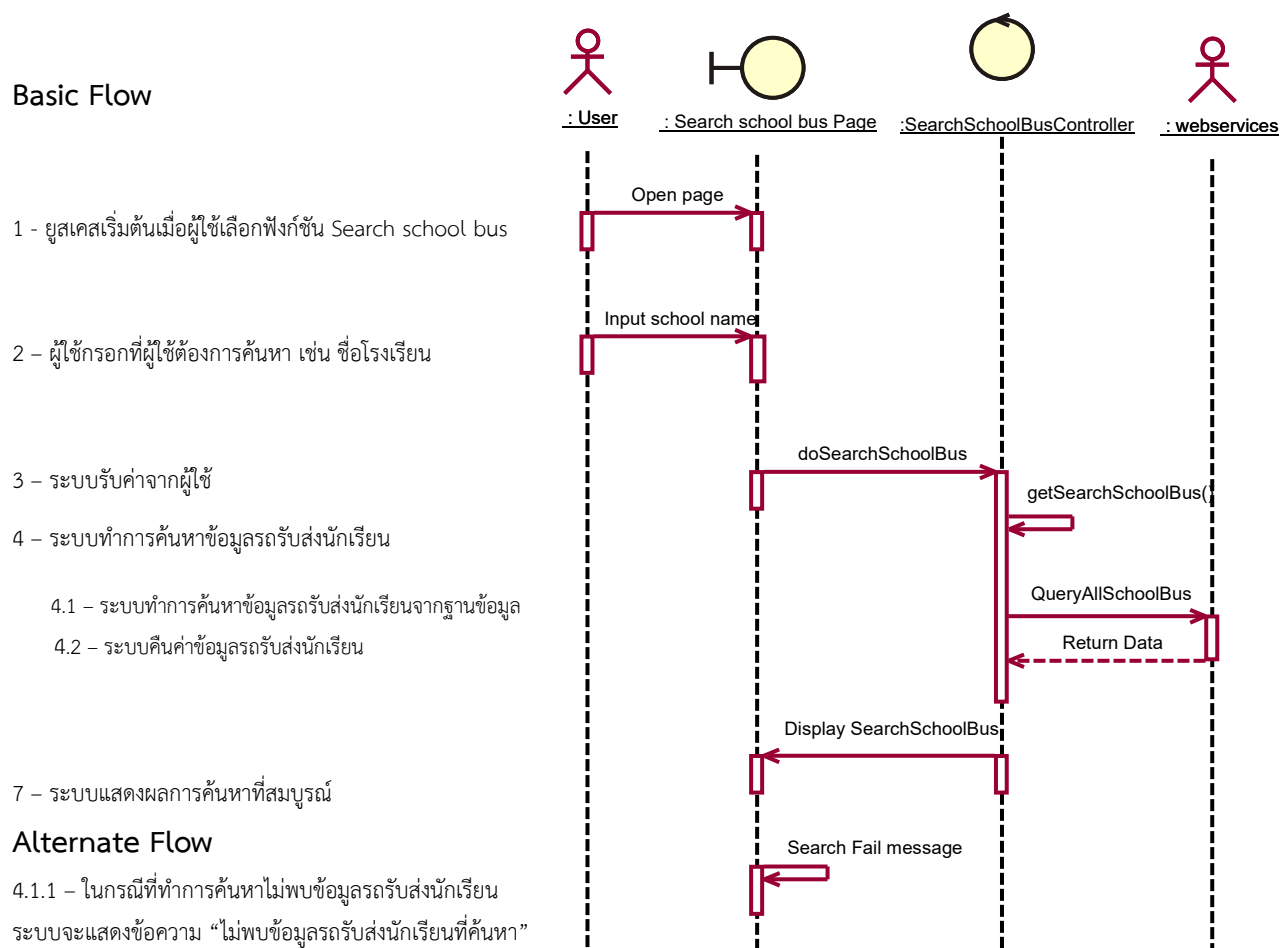 Basic Flow
: User
: Search school bus Page
:SearchSchoolBusController
: webservices
Open page
1 - ยูสเคสเริ่มต้นเมื่อผู้ใช้เลือกฟังก์ชัน Search school bus
Input school name
2 – ผู้ใช้กรอกที่ผู้ใช้ต้องการค้นหา เช่น ชื่อโรงเรียน
doSearchSchoolBus
3 – ระบบรับค่าจากผู้ใช้
getSearchSchoolBus()
4 – ระบบทำการค้นหาข้อมูลรถรับส่งนักเรียน
QueryAllSchoolBus
4.1 – ระบบทำการค้นหาข้อมูลรถรับส่งนักเรียนจากฐานข้อมูล
Return Data
4.2 – ระบบคืนค่าข้อมูลรถรับส่งนักเรียน
Display SearchSchoolBus
7 – ระบบแสดงผลการค้นหาที่สมบูรณ์
Alternate Flow
Search Fail message
4.1.1 – ในกรณีที่ทำการค้นหาไม่พบข้อมูลรถรับส่งนักเรียน
ระบบจะแสดงข้อความ “ไม่พบข้อมูลรถรับส่งนักเรียนที่ค้นหา”